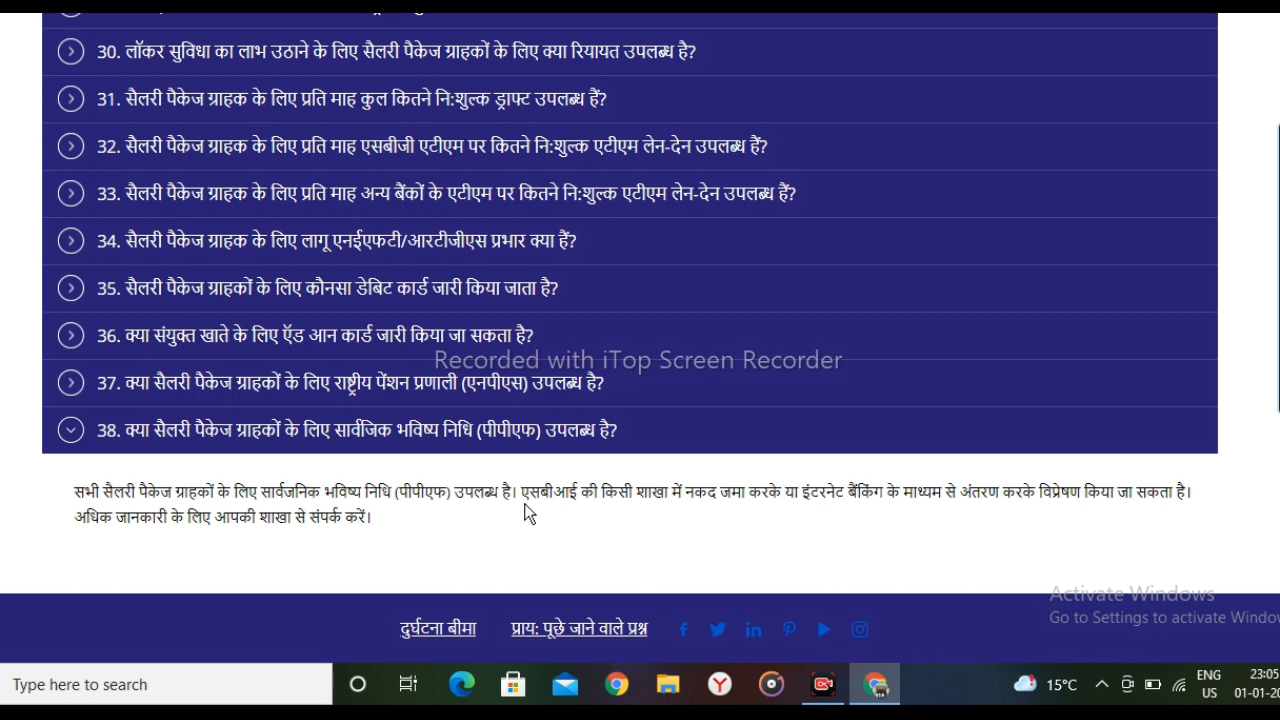 30. लॉकर सुविधा का लाभ उठाने के लिए सैलरी पैकेज ग्राहकों के लिए क्या रियायत उपलब्ध है?
31. सैलरी पैकेज ग्राहक के लिए प्रति माह कुल कितने नि:शुल्क ड्राफ्ट उपलब्ध हैं?
32. सैलरी पैकेज ग्राहक के लिए प्रति माह एसबीजी एटीएम पर कितने नि:शुल्क एटीएम लेन-देन उपलब्ध हैं?
33. सैलरी पैकेज ग्राहक के लिए प्रति माह अन्य बैंकों के एटीएम पर कितने नि:शुल्क एटीएम लेन-देन उपलब्ध हैं?
34. सैलरी पैकेज ग्राहक के लिए लागू एनईएफटी/आरटीजीएस प्रभार क्या हैं?
35. सैलरी पैकेज ग्राहकों के लिए कौनसा डेबिट कार्ड जारी किया जाता है?
36. क्या संयुक्त खाते के लिए ऍड आन कार्ड जारी किया जा सकता है?
Recorded with iTop Screen Recorder
37. क्या सैलरी पैकेज ग्राहकों के लिए राष्ट्रीय पेंशन प्रणाली (एनपीएस) उपलब्ध है?
38. क्या सैलरी पैकेज ग्राहकों के लिए सार्वजिक भविष्य निधि (पीपीएफ) उपलब्ध है?
सभी सैलरी पैकेज ग्राहकों के लिए सार्वजनिक भविष्य निधि (पीपीएफ) उपलब्ध है। एसबीआई की किसी शाखा में नकद जमा करके या इंटरनेट बैंकिंग के माध्यम से अंतरण करके विप्रेषण किया जा सकता है।
अधिक जानकारी के लिए आपकी शाखा से संपर्क करें।
Activate Windows
Go to Settings to activate Windo
दुर्घटना बीमा प्राय: पूछे जाने वाले प्रश्न
Type here to search 15°C ENG 23:05
US 01-01-20